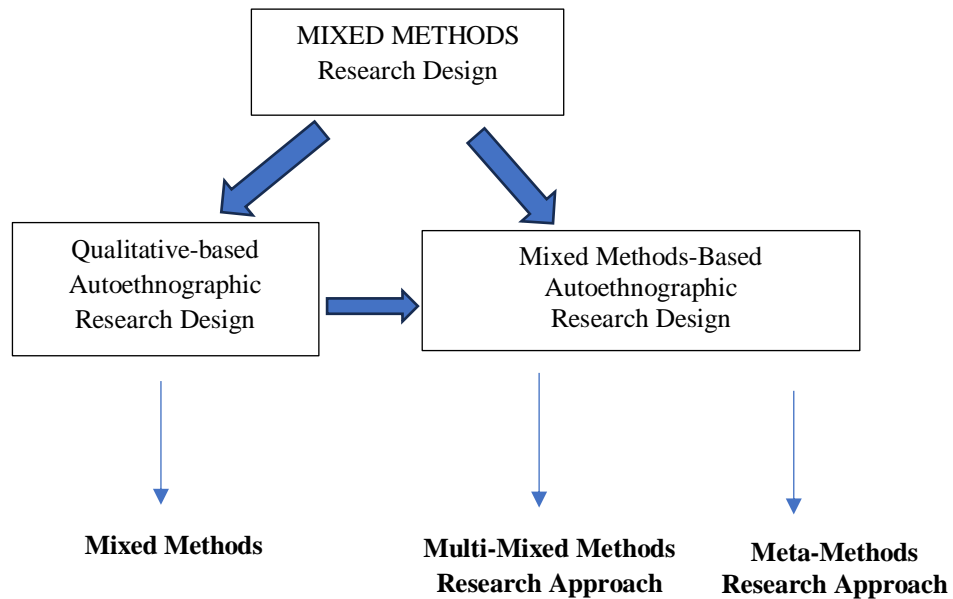 MIXED METHODS
Research Design
Qualitative-based
Autoethnographic
Research Design
Mixed Methods-Based
Autoethnographic
Research Design
Mixed Methods
Multi-Mixed Methods
Research Approach
Meta-Methods
Research Approach